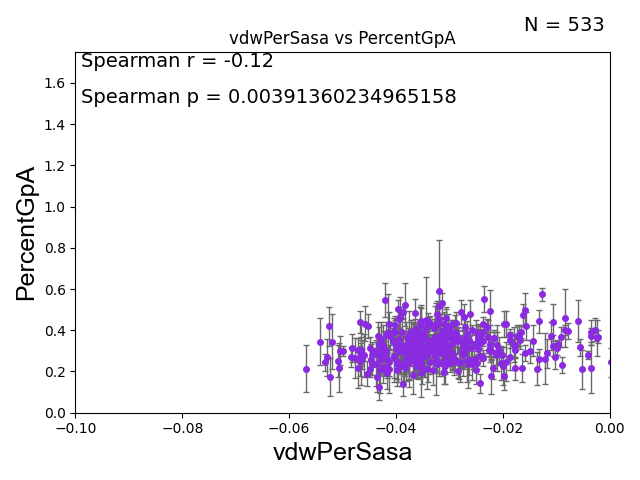 N = 533
vdwPerSasa vs PercentGpA
Spearman r = -0.12
Spearman p = 0.00391360234965158
PercentGpA
1.6
1.4
1.2
1.0
0.8
0.6
0.4
0.2
0.0
−0.10
−0.08
−0.06
−0.04
−0.02
0.00
vdwPerSasa